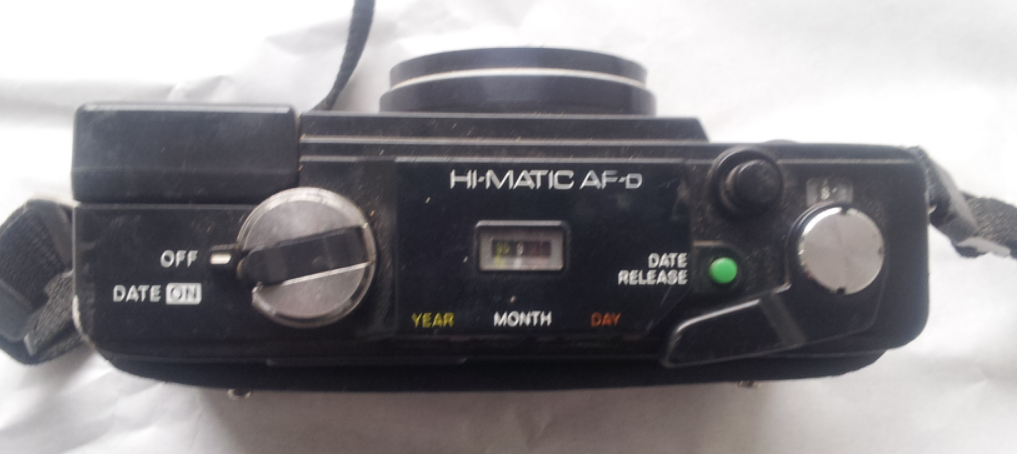 HI-MATIC AF-D
OFF
DATE ON
DATE
RELEASE
YEAR MONTH DAY